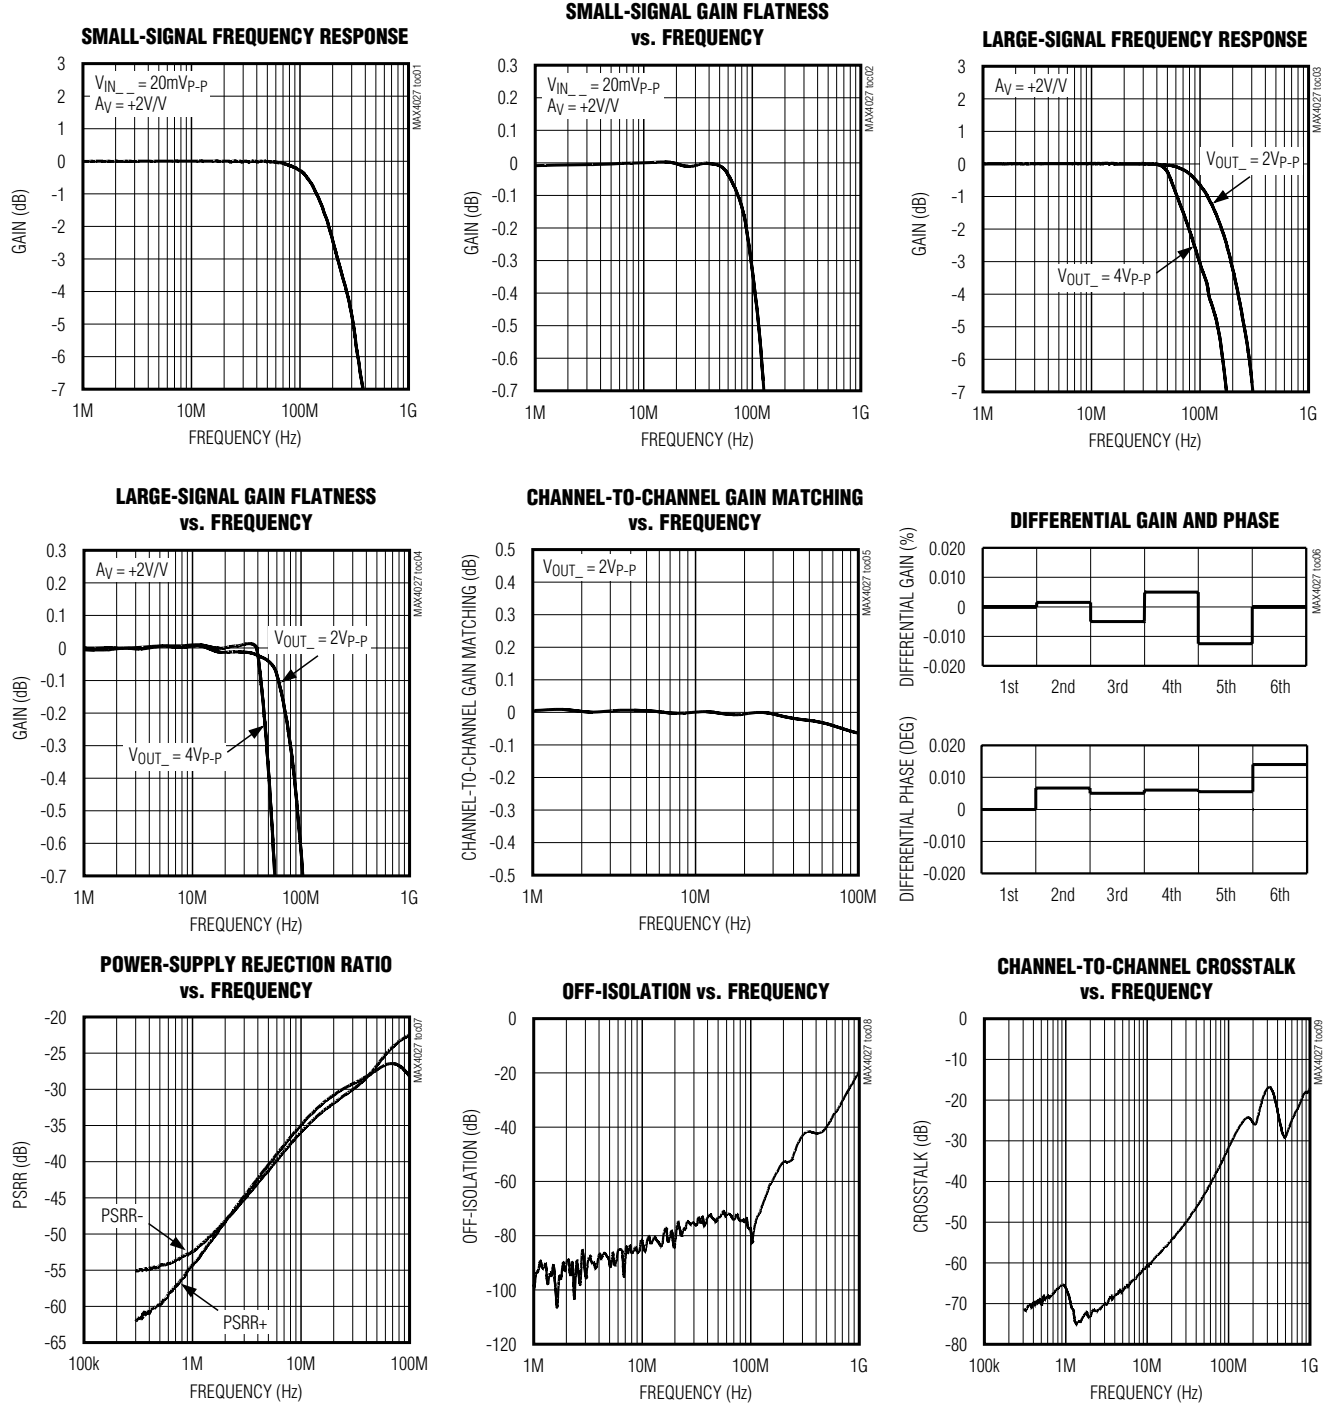 SMALL-SIGNAL FREQUENCY RESPONSE
VIN_ _ = 20mVP-P
AV = +2V/V
MAX4027 toc01
GAIN (dB)
3
2
1
0
-1
-2
-3
-4
-5
-6
-7
1M 10M 100M 1G
FREQUENCY (Hz)
SMALL-SIGNAL GAIN FLATNESS
vs. FREQUENCY
VIN_ _ = 20mVP-P
AV = +2V/V
MAX4027 toc02
GAIN (dB)
0.3
0.2
0.1
0
-0.1
-0.2
-0.3
-0.4
-0.5
-0.6
-0.7
1M 10M 100M 1G
FREQUENCY (Hz)
LARGE-SIGNAL FREQUENCY RESPONSE
AV = +2V/V
MAX4027 toc03
VOUT_ = 2VP-P
VOUT_ = 4VP-P
GAIN (dB)
3
2
1
0
-1
-2
-3
-4
-5
-6
-7
1M 10M 100M 1G
FREQUENCY (Hz)
LARGE-SIGNAL GAIN FLATNESS
vs. FREQUENCY
AV = +2V/V
MAX4027 toc04
VOUT_ = 2VP-P
VOUT_ = 4VP-P
GAIN (dB)
0.3
0.2
0.1
0
-0.1
-0.2
-0.3
-0.4
-0.5
-0.6
-0.7
1M 10M 100M 1G
FREQUENCY (Hz)
CHANNEL-TO-CHANNEL GAIN MATCHING
vs. FREQUENCY
VOUT_ = 2VP-P
MAX4027 toc05
CHANNEL-TO-CHANNEL GAIN MATCHING (dB)
0.5
0.4
0.3
0.2
0.1
0
-0.1
-0.2
-0.3
-0.4
-0.5
1M 10M 100M
FREQUENCY (Hz)
DIFFERENTIAL GAIN AND PHASE
MAX4027 toc06
DIFFERENTIAL GAIN (%)
0.020
0.010
0
-0.010
-0.020
1st 2nd 3rd 4th 5th 6th
DIFFERENTIAL PHASE (DEG)
0.020
0.010
0
-0.010
-0.020
1st 2nd 3rd 4th 5th 6th
POWER-SUPPLY REJECTION RATIO
vs. FREQUENCY
MAX4027 toc07
PSRR-
PSRR+
PSRR (dB)
-20
-25
-30
-35
-40
-45
-50
-55
-60
-65
100k 1M 10M 100M
FREQUENCY (Hz)
OFF-ISOLATION vs. FREQUENCY
MAX4027 toc08
OFF-ISOLATION (dB)
0
-20
-40
-60
-80
-100
-120
1M 10M 100M 1G
FREQUENCY (Hz)
CHANNEL-TO-CHANNEL CROSSTALK
vs. FREQUENCY
MAX4027 toc09
CROSSTALK (dB)
0
-10
-20
-30
-40
-50
-60
-70
-80
100k 1M 10M 100M 1G
FREQUENCY (Hz)